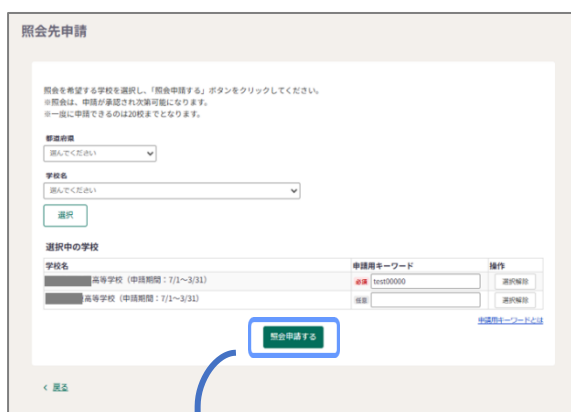 照会先申請
照会を希望する学校を選択し、「照会申請する」ボタンをクリックしてください。
※照会は、申請が承認され次第可能になります。
※一度に申請できるのは20校までとなります。
都道府県
選んでください
学校名
選んでください
選択
選択中の学校
学校名 申請用キーワード 操作
高等学校（申請期間：7/1～3/31） 必須 test00000 選択解除
高等学校（申請期間：7/1～3/31） 任意 選択解除
申請用キーワードとは
照会申請する
< 戻る